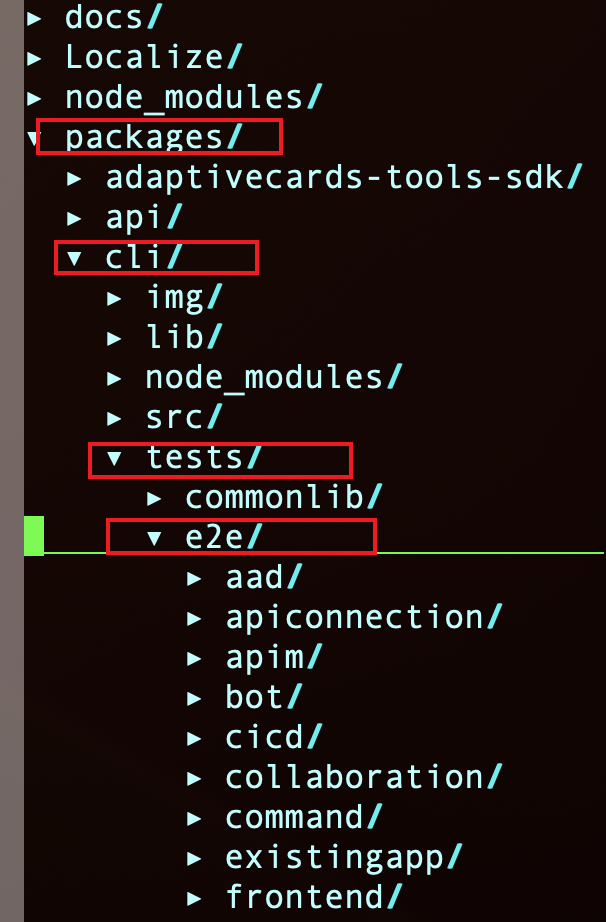 ▸ docs/
▸ Localize/
▸ node_modules/
▾ packages/
▸ adaptivecards-tools-sdk/
▸ api/
▾ cli/
▸ img/
▸ lib/
▸ node_modules/
▸ src/
▾ tests/
▸ commonlib/
▾ e2e/
▸ aad/
▸ apiconnection/
▸ apim/
▸ bot/
▸ cicd/
▸ collaboration/
▸ command/
▸ existingapp/
▸ frontend/